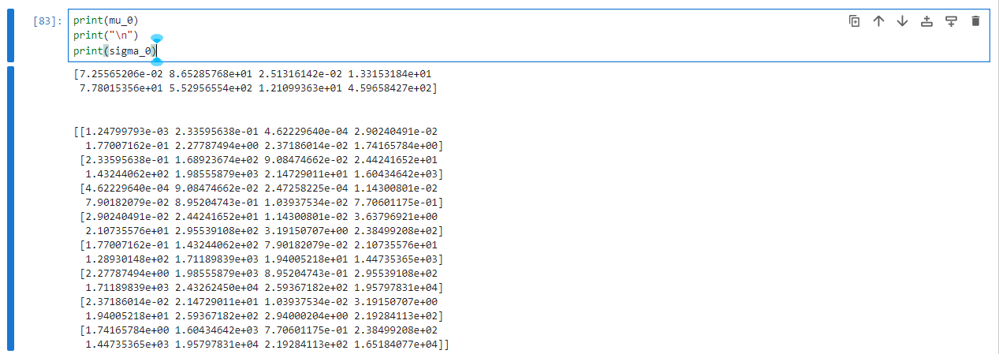 [83]: print(mu_0)
print("\n")
print(sigma_0)
[7.25565206e-02 8.65285768e+01 2.51316142e-02 1.33153184e+01
7.78015356e+01 5.52956554e+02 1.21099363e+01 4.59658427e+02]
[[1.24799793e-03 2.33595638e-01 4.62229640e-04 2.90240491e-02
1.77007162e-01 2.27787494e+00 2.37186014e-02 1.74165784e+00]
[2.33595638e-01 1.68923674e+02 9.08474662e-02 2.44241652e+01
1.43244062e+02 1.98555879e+03 2.14729011e+01 1.60434642e+03]
[4.62229640e-04 9.08474662e-02 2.47258225e-04 1.14300801e-02
7.90182079e-02 8.95204743e-01 1.03937534e-02 7.70601175e-01]
[2.90240491e-02 2.44241652e+01 1.14300801e-02 3.63796921e+00
2.10735576e+01 2.95539108e+02 3.19150707e+00 2.38499208e+02]
[1.77007162e-01 1.43244062e+02 7.90182079e-02 2.10735576e+01
1.28930148e+02 1.71189839e+03 1.94005218e+01 1.44735365e+03]
[2.27787494e+00 1.98555879e+03 8.95204743e-01 2.95539108e+02
1.71189839e+03 2.43262450e+04 2.59367182e+02 1.95797831e+04]
[2.37186014e-02 2.14729011e+01 1.03937534e-02 3.19150707e+00
1.94005218e+01 2.59367182e+02 2.94000204e+00 2.19284113e+02]
[1.74165784e+00 1.60434642e+03 7.70601175e-01 2.38499208e+02
1.44735365e+03 1.95797831e+04 2.19284113e+02 1.65184077e+04]]